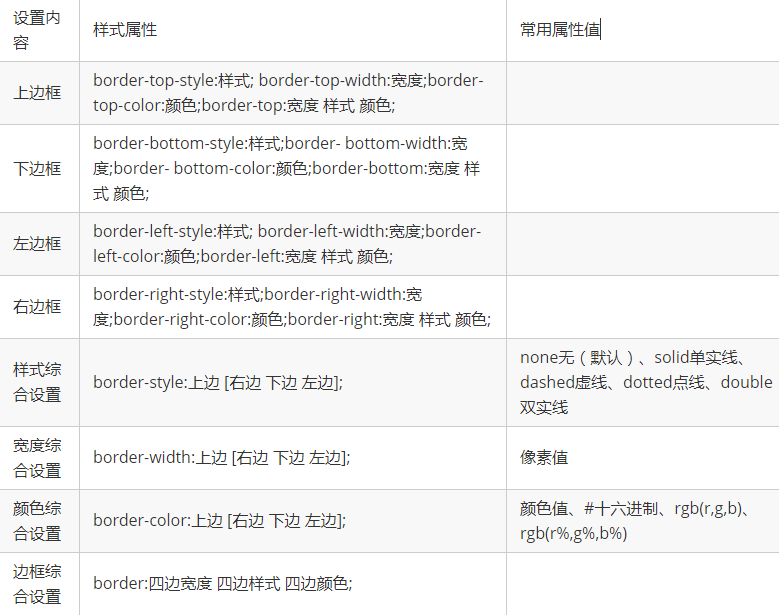 设置内
容
样式属性
常用属性值
上边框
border-top-style:样式; border-top-width:宽度;border-
top-color:颜色;border-top:宽度 样式 颜色;
下边框
border-bottom-style:样式;border- bottom-width:宽
度;border- bottom-color:颜色;border-bottom:宽度 样
式 颜色;
左边框
border-left-style:样式; border-left-width:宽度;border-
left-color:颜色;border-left:宽度 样式 颜色;
右边框
border-right-style:样式;border-right-width:宽
度;border-right-color:颜色;border-right:宽度 样式 颜色;
样式综
合设置
border-style:上边 [右边 下边 左边];
none无（默认）、solid单实线、
dashed虚线、dotted点线、double
双实线
宽度综
合设置
border-width:上边 [右边 下边 左边];
像素值
颜色综
合设置
border-color:上边 [右边 下边 左边];
颜色值、#十六进制、rgb(r,g,b)、
rgb(r%,g%,b%)
边框综
合设置
border:四边宽度 四边样式 四边颜色;